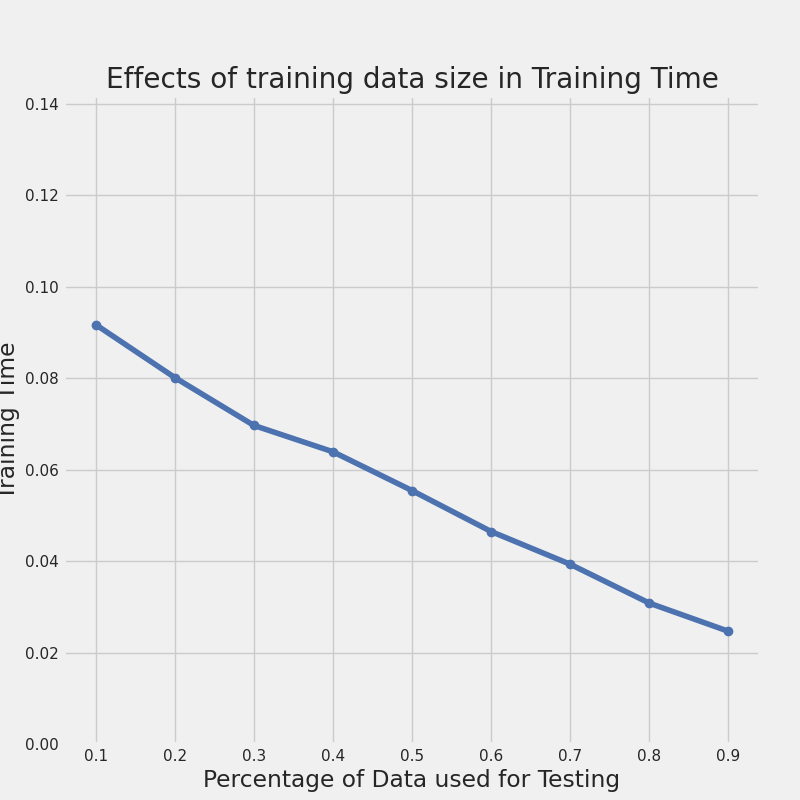 Effects of training data size in Training Time
0.14
0.12
0.10
0.08
0.06
0.04
0.02
0.00
Training Time
0.1 0.2 0.3 0.4 0.5 0.6 0.7 0.8 0.9
Percentage of Data used for Testing